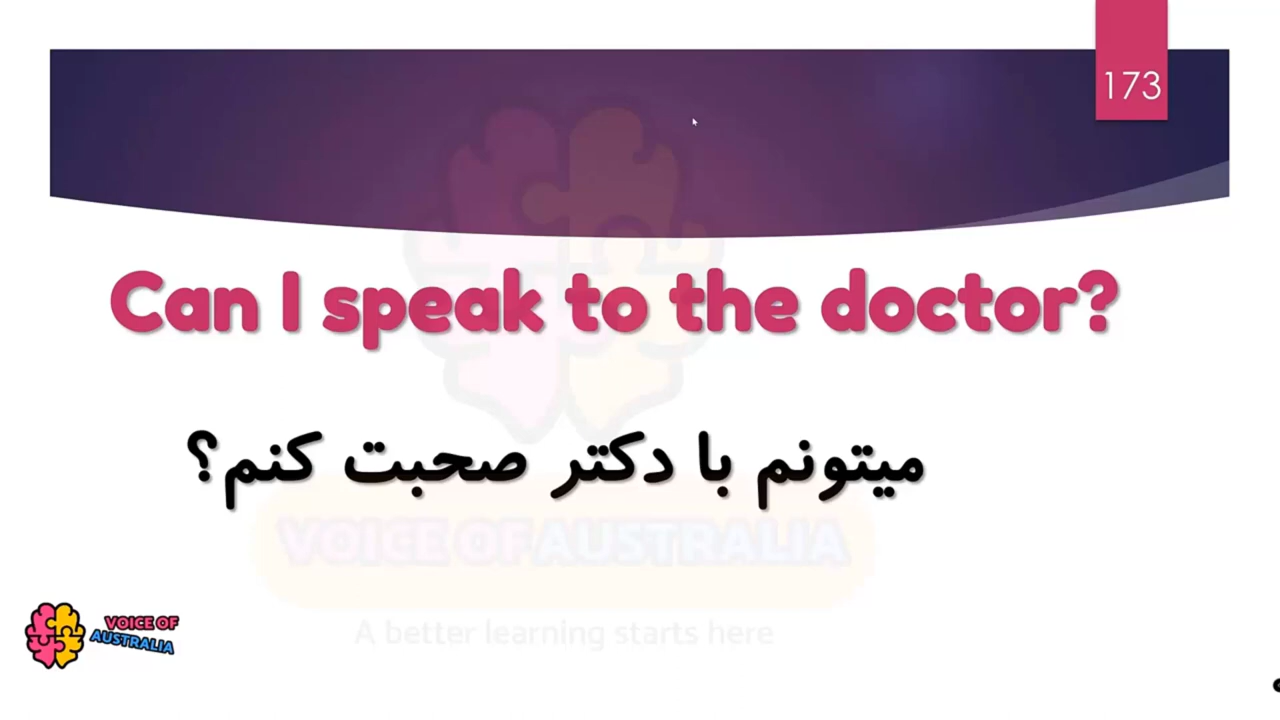 173
Can I speak to the doctor?
میتونم با دکتر صحبت کنم؟
VOICE OF AUSTRALIA
A better learning starts here
VOICE OF
AUSTRALIA